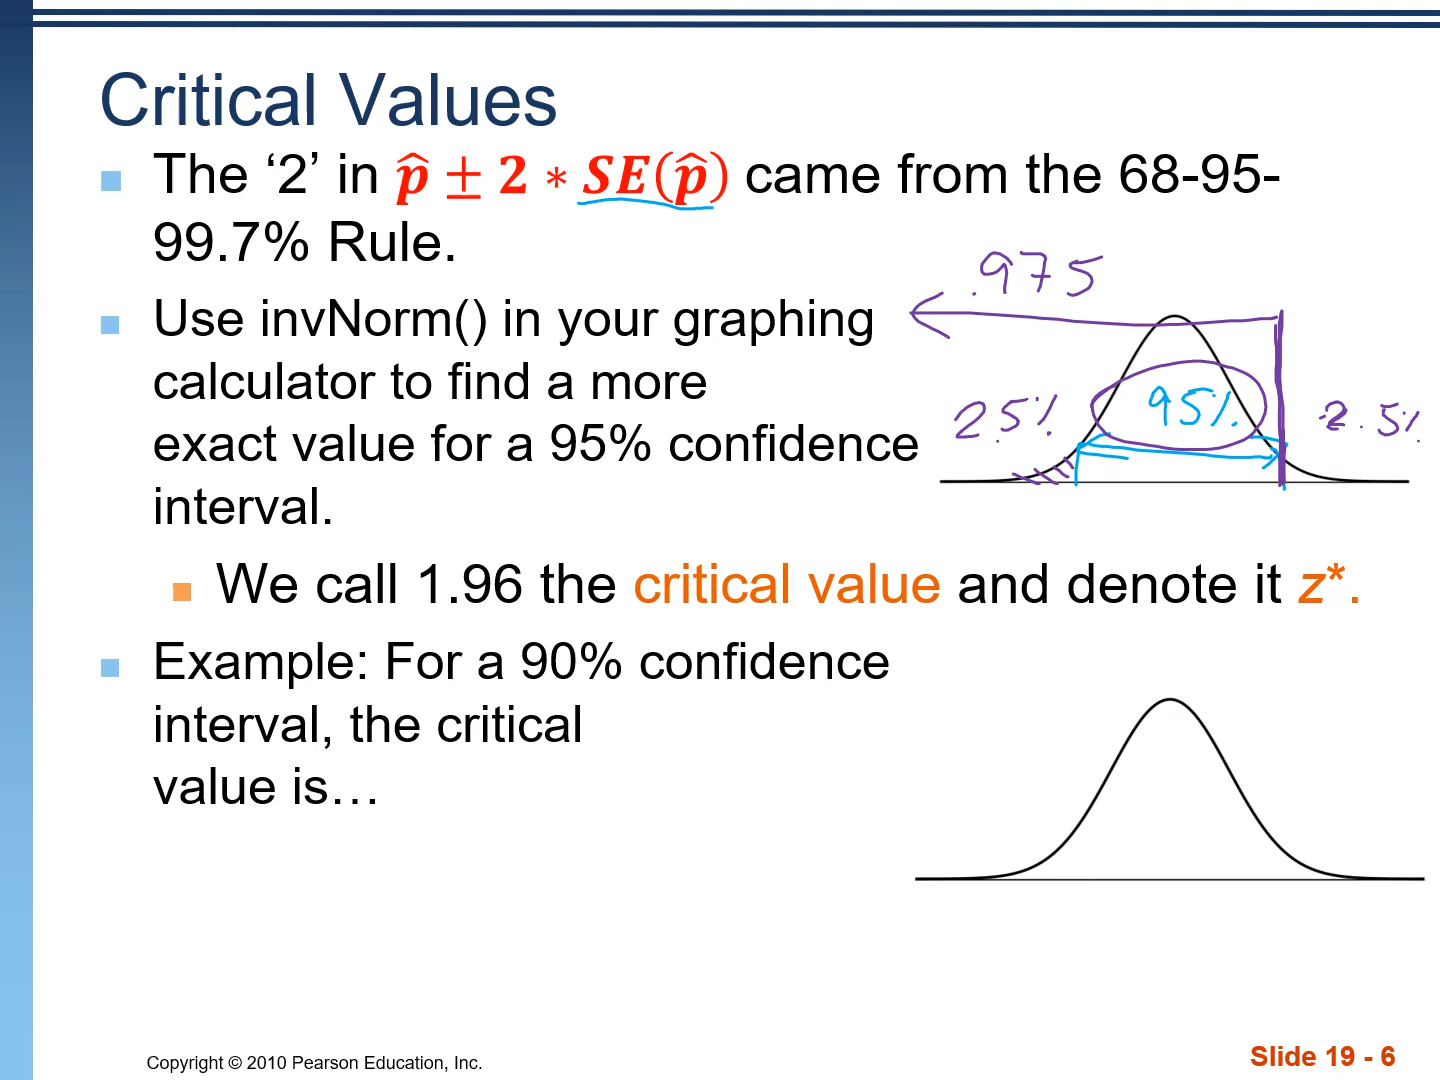 Critical Values
The ‘2’ in p̂ ± 2 * SE(p̂) came from the 68-95-
99.7% Rule.
.975
Use invNorm() in your graphing
calculator to find a more
exact value for a 95% confidence
interval.
2.5%
95%.
2.5%
We call 1.96 the critical value and denote it z*.
Example: For a 90% confidence
interval, the critical
value is…
Copyright © 2010 Pearson Education, Inc.
Slide 19 - 6